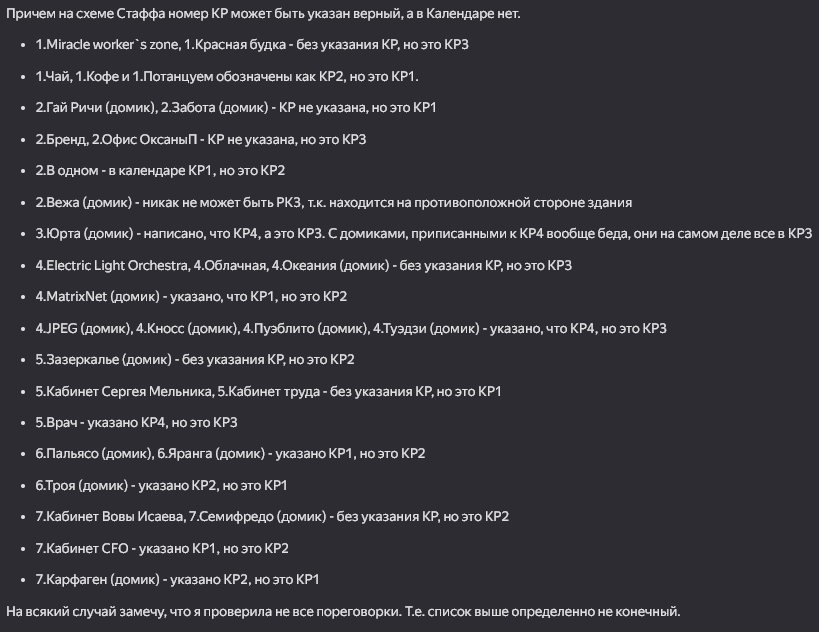 Причем на схеме Стаффа номер КР может быть указан верный, а в Календаре нет.
• 1.Miracle worker`s zone, 1.Красная будка - без указания КР, но это КР3
• 1.Чай, 1.Кофе и 1.Потанцуем обозначены как КР2, но это КР1.
• 2.Гай Ричи (домик), 2.Забота (домик) - КР не указана, но это КР1
• 2.Бренд, 2.Офис ОксаныП - КР не указана, но это КР3
• 2.В одном - в календаре КР1, но это КР2
• 2.Вежа (домик) - никак не может быть РК3, т.к. находится на противоположной стороне здания
• 3.Юрта (домик) - написано, что КР4, а это КР3. С домиками, приписанными к КР4 вообще беда, они на самом деле все в КР3
• 4.Electric Light Orchestra, 4.Облачная, 4.Океания (домик) - без указания КР, но это КР3
• 4.MatrixNet (домик) - указано, что КР1, но это КР2
• 4.JPEG (домик), 4.Кносс (домик), 4.Пуэблито (домик), 4.Туэдзи (домик) - указано, что КР4, но это КР3
• 5.Зазеркалье (домик) - без указания КР, но это КР2
• 5.Кабинет Сергея Мельника, 5.Кабинет труда - без указания КР, но это КР1
• 5.Врач - указано КР4, но это КР3
• 6.Пальясо (домик), 6.Яранга (домик) - указано КР1, но это КР2
• 6.Троя (домик) - указано КР2, но это КР1
• 7.Кабинет Вовы Исаева, 7.Семифредо (домик) - без указания КР, но это КР2
• 7.Кабинет CFO - указано КР1, но это КР2
• 7.Карфаген (домик) - указано КР2, но это КР1
На всякий случай замечу, что я проверила не все переговорки. Т.е. список выше определенно не конечный.